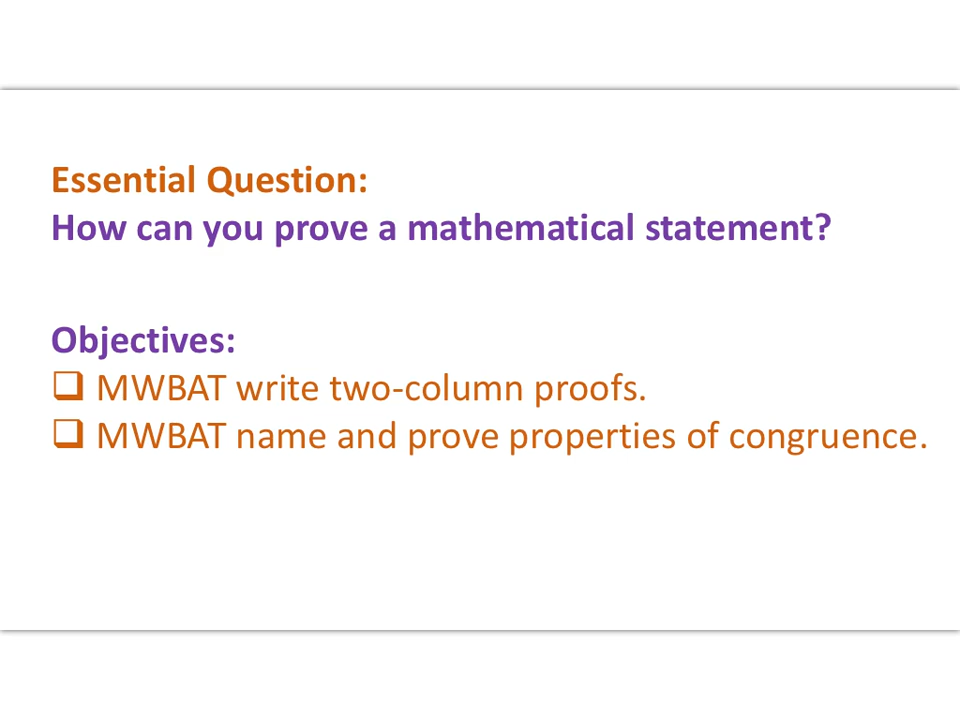 Essential Question:
How can you prove a mathematical statement?
Objectives:
❑ MWBAT write two-column proofs.
❑ MWBAT name and prove properties of congruence.